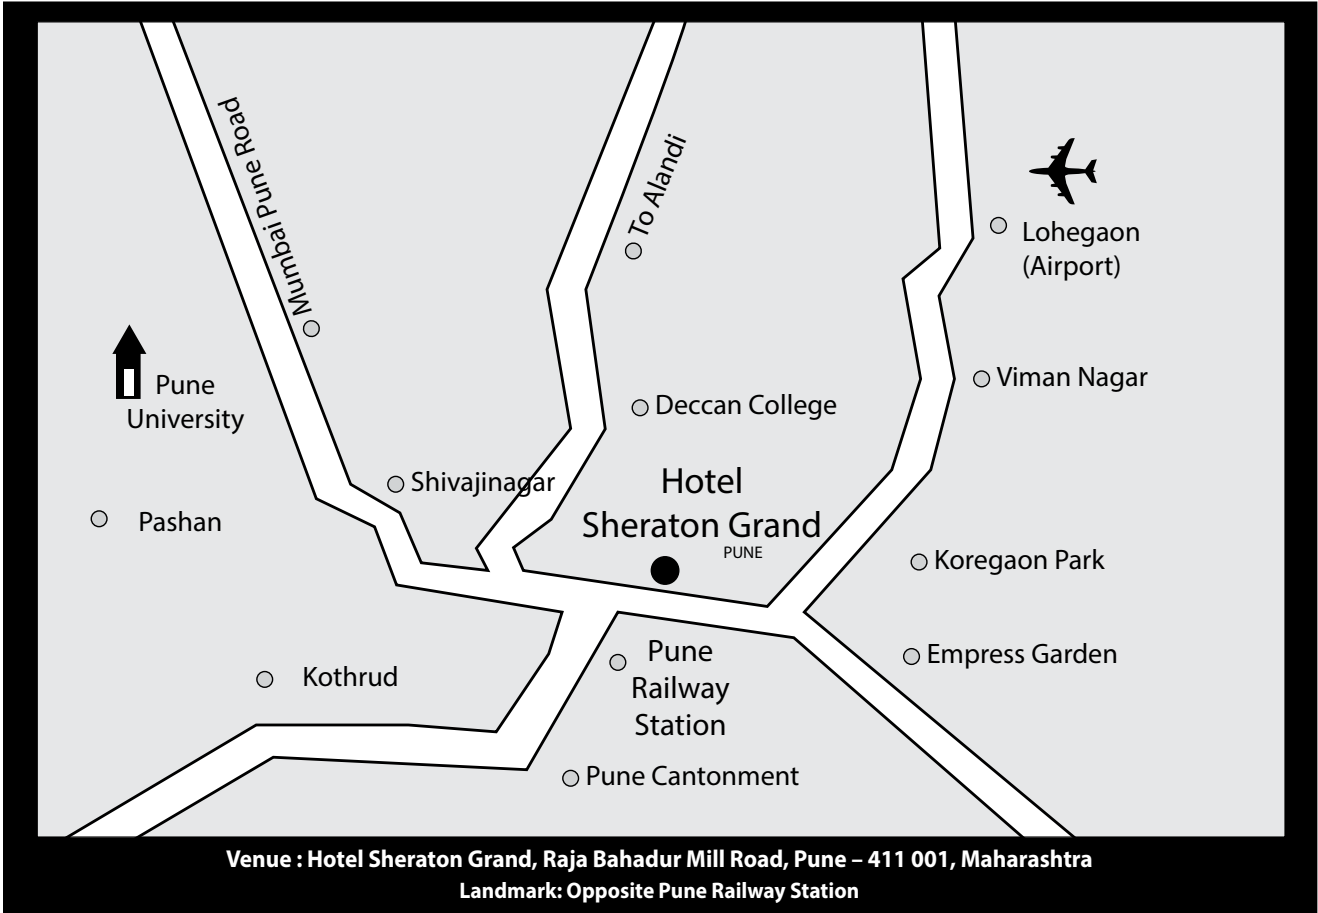 Mumbai Pune Road
To Alandi
Lohegaon
(Airport)
Pune
University
Viman Nagar
Deccan College
Shivajinagar
Hotel
Sheraton Grand
PUNE
Pashan
Koregaon Park
Pune
Railway
Station
Empress Garden
Kothrud
Pune Cantonment
Venue : Hotel Sheraton Grand, Raja Bahadur Mill Road, Pune – 411 001, Maharashtra
Landmark: Opposite Pune Railway Station